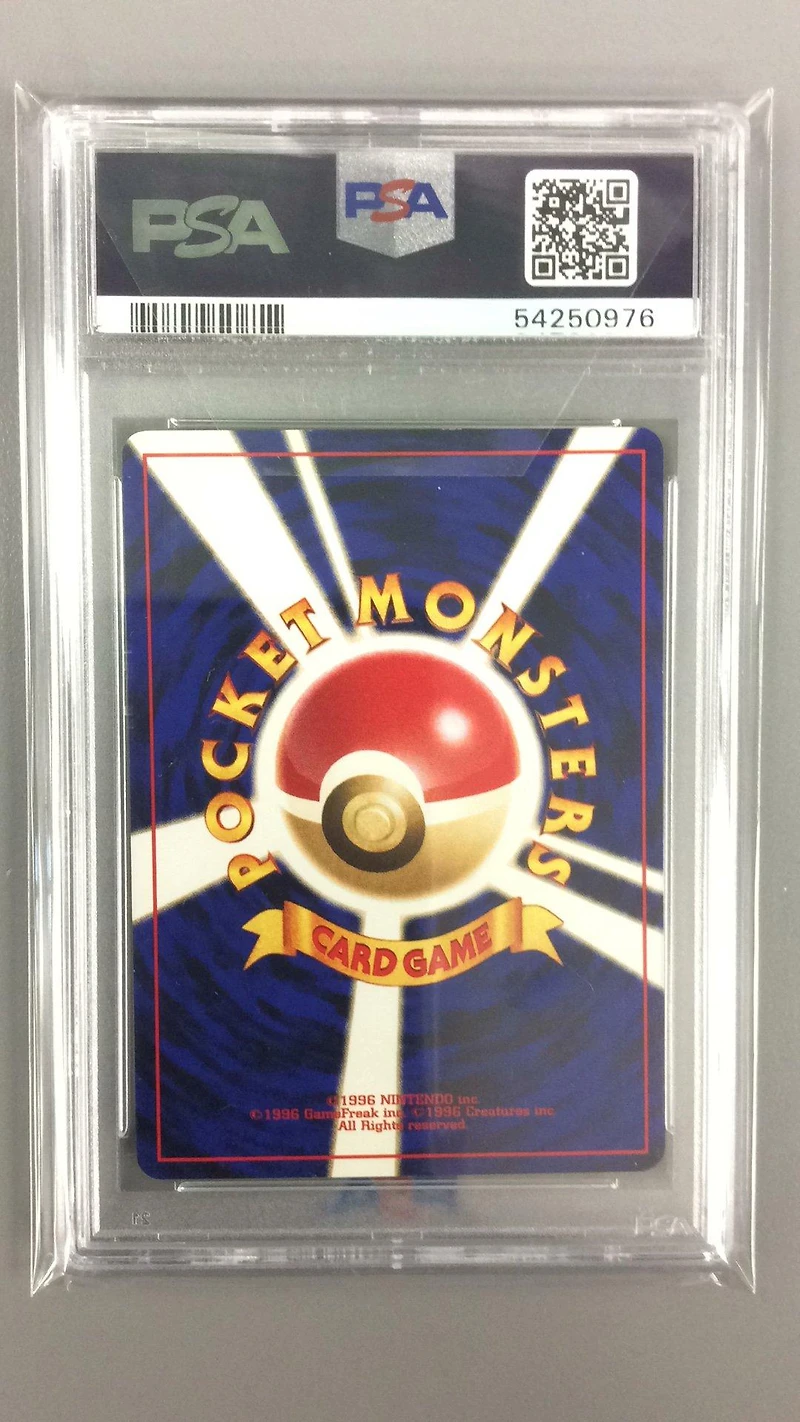 PSA
PSA
54250976
POCKET MONSTERS
CARD GAME
©1996 NINTENDO inc.
©1996 GameFreak inc. ©1996 Creatures inc.
All Rights reserved.
PSA